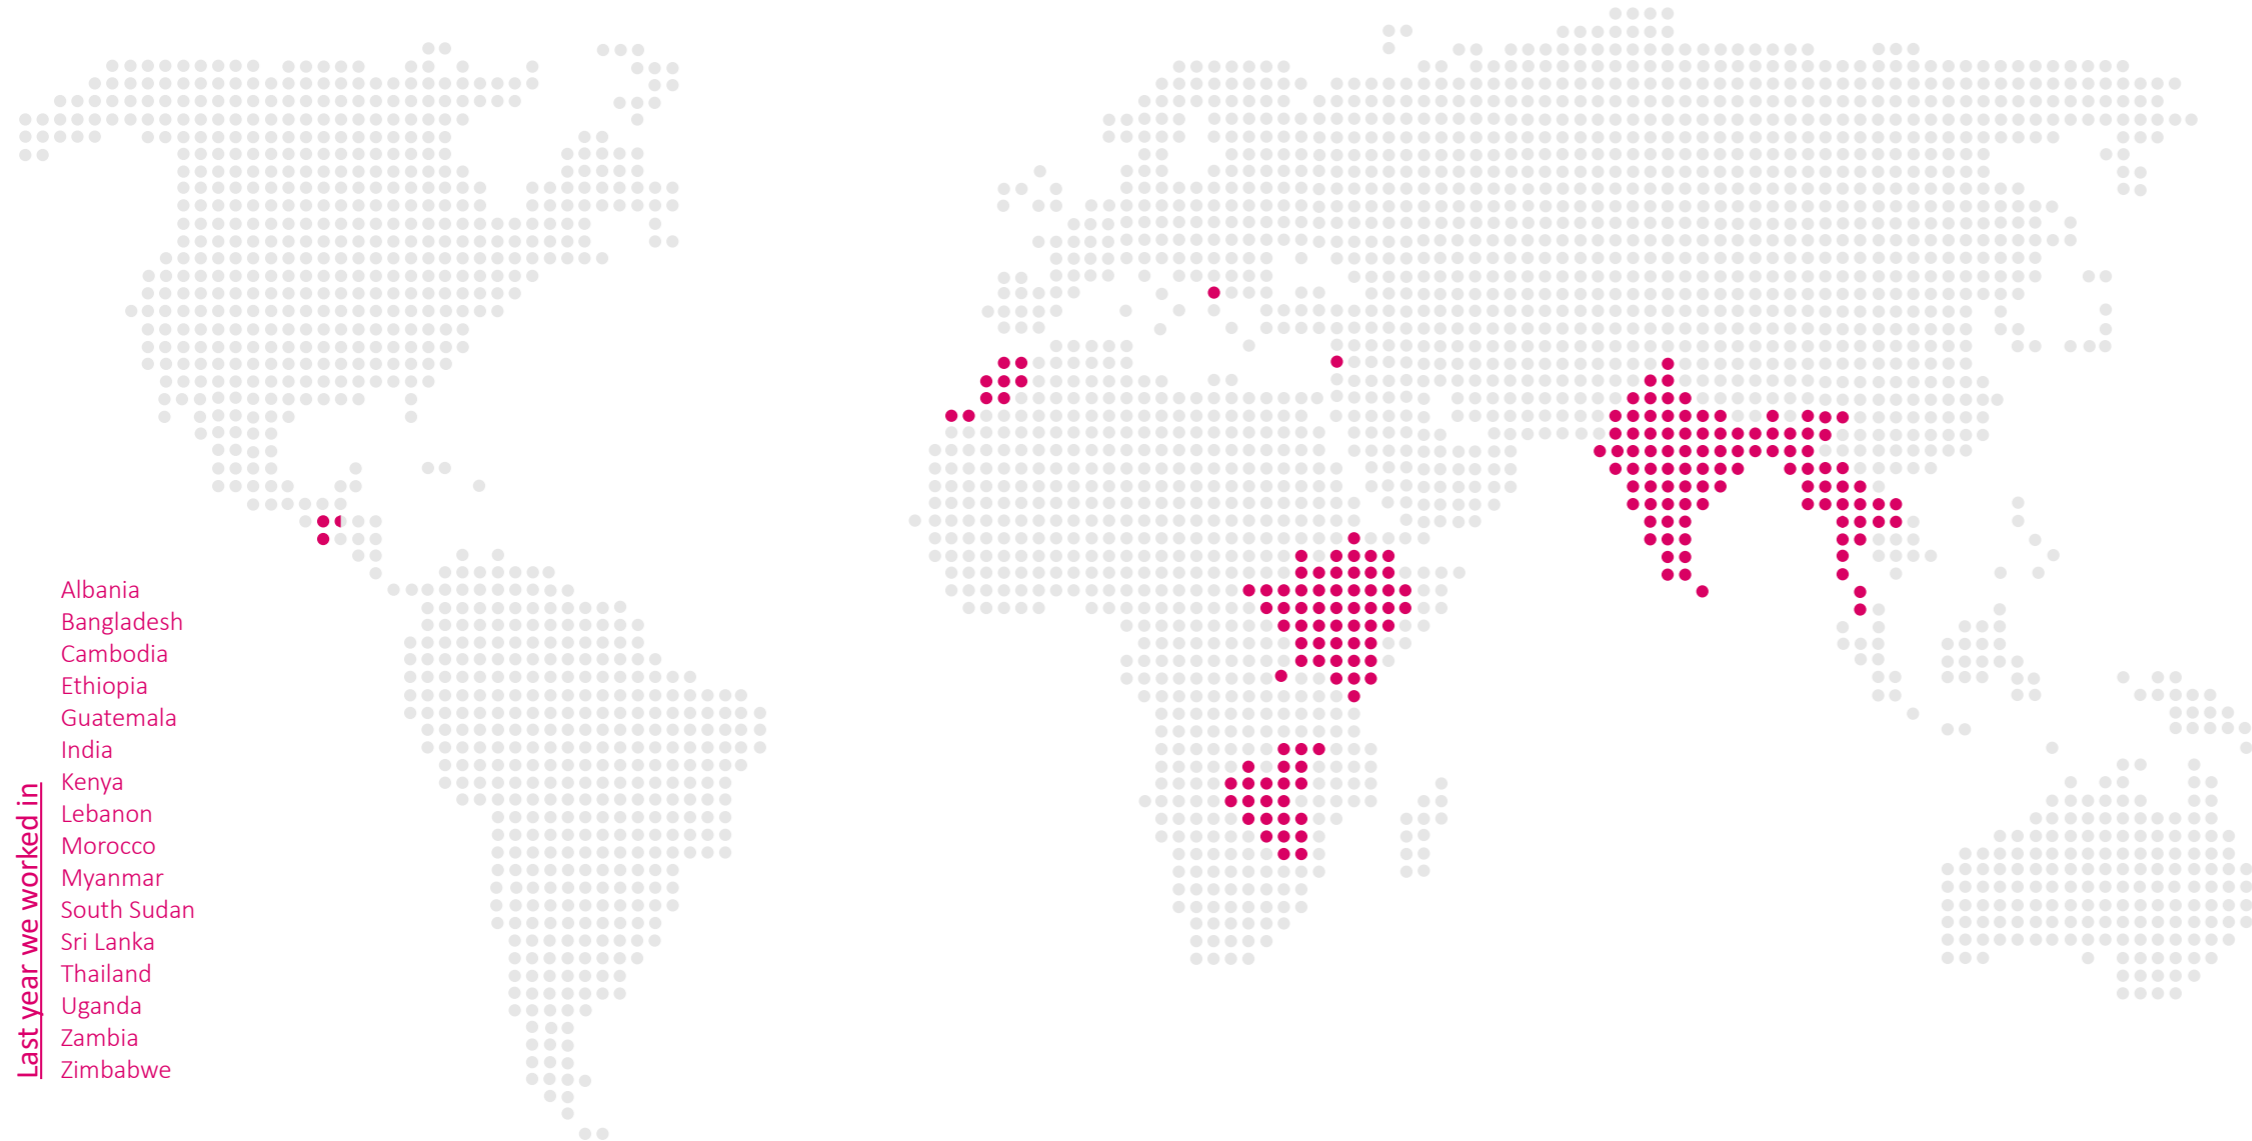 Last year we worked in
Albania
Bangladesh
Cambodia
Ethiopia
Guatemala
India
Kenya
Lebanon
Morocco
Myanmar
South Sudan
Sri Lanka
Thailand
Uganda
Zambia
Zimbabwe